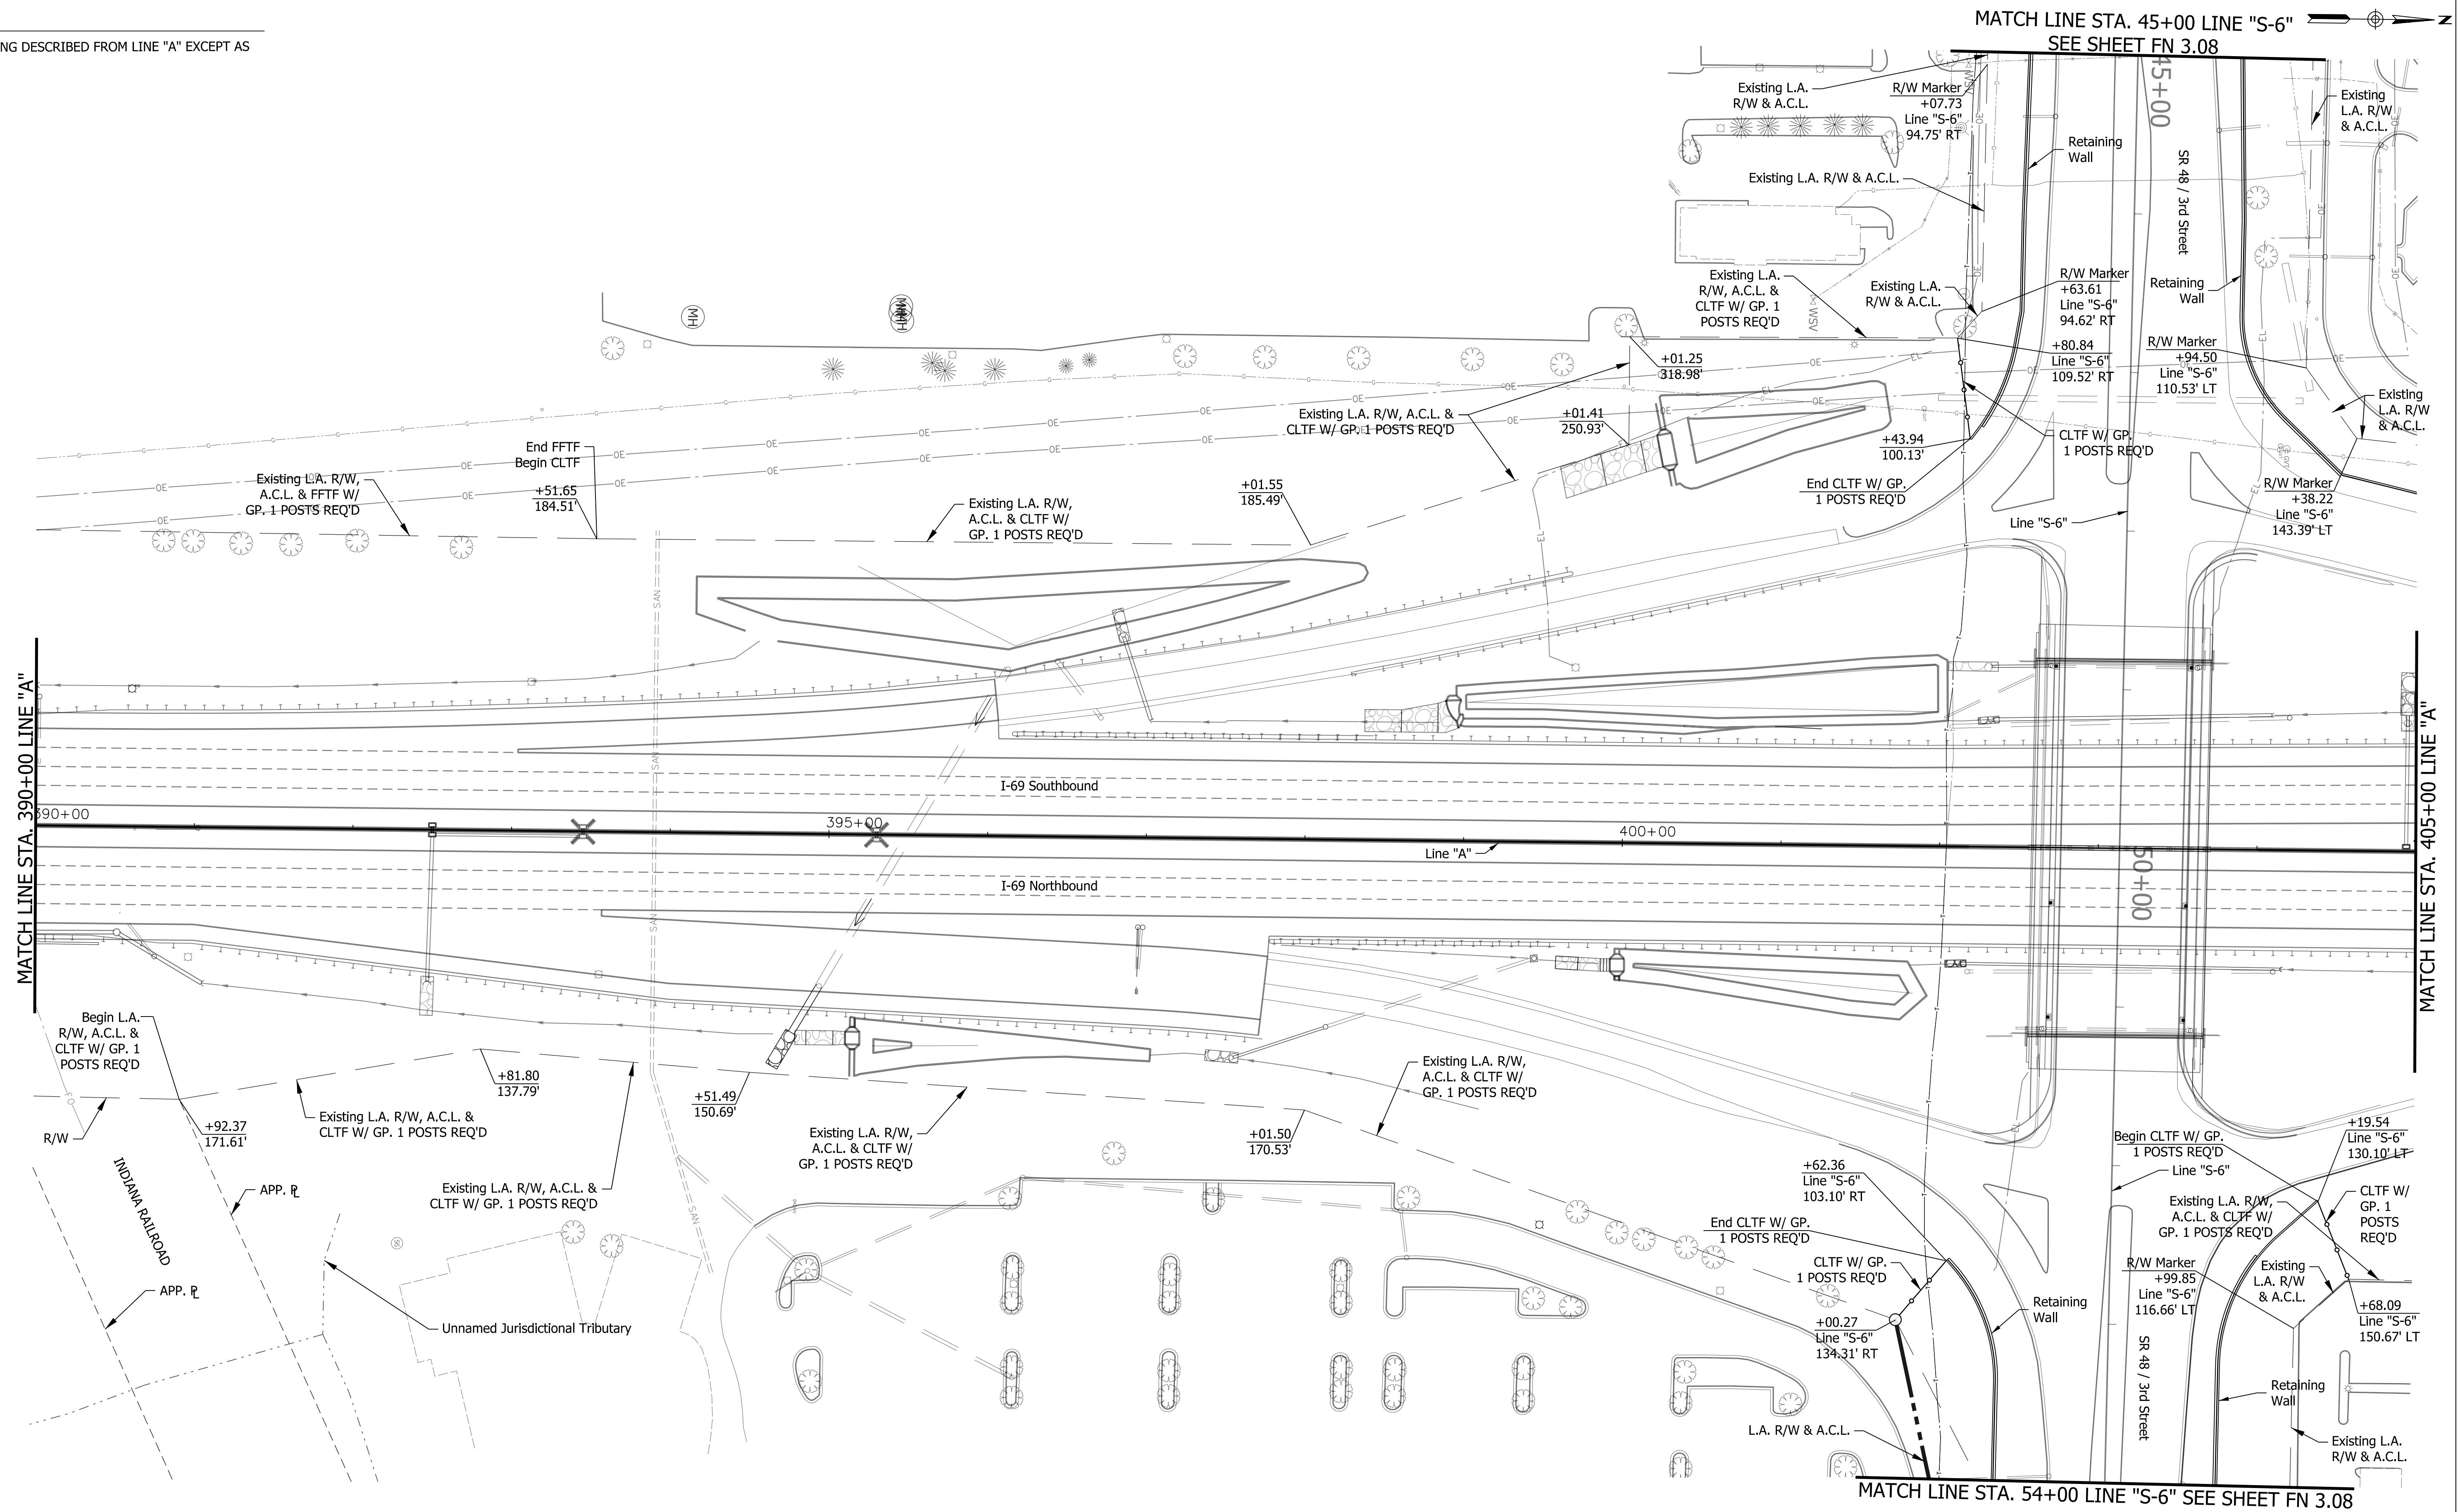 NG DESCRIBED FROM LINE "A" EXCEPT AS
MATCH LINE STA. 45+00 LINE "S-6"
SEE SHEET FN 3.08
N
45+00
Existing L.A.
R/W & A.C.L.
R/W Marker
+07.73
Line "S-6"
94.75' RT
Existing
L.A. R/W
& A.C.L.
Retaining
Wall
SR 48 / 3rd Street
Existing L.A. R/W & A.C.L.
Existing L.A.
R/W, A.C.L. &
CLTF W/ GP. 1
POSTS REQ'D
Existing L.A.
R/W & A.C.L.
R/W Marker
+63.61
Line "S-6"
94.62' RT
Retaining
Wall
WSV
MH
MH
+01.25
318.98'
+80.84
Line "S-6"
109.52' RT
R/W Marker
+94.50
Line "S-6"
110.53' LT
Existing
L.A. R/W
& A.C.L.
Existing L.A. R/W, A.C.L. &
CLTF W/ GP. 1 POSTS REQ'D
+01.41
250.93'
+43.94
100.13'
CLTF W/ GP.
1 POSTS REQ'D
End CLTF W/ GP.
1 POSTS REQ'D
R/W Marker
+38.22
Line "S-6"
143.39' LT
Line "S-6"
End FFTF
Begin CLTF
+51.65
184.51'
Existing L.A. R/W,
A.C.L. & FFTF W/
GP. 1 POSTS REQ'D
Existing L.A. R/W,
A.C.L. & CLTF W/
GP. 1 POSTS REQ'D
+01.55
185.49'
MATCH LINE STA. 390+00 LINE "A"
MATCH LINE STA. 405+00 LINE "A"
I-69 Southbound
390+00
395+00
400+00
Line "A"
50+00
I-69 Northbound
SAN
SAN
SAN
SAN
Begin L.A.
R/W, A.C.L. &
CLTF W/ GP. 1
POSTS REQ'D
R/W
+92.37
171.61'
Existing L.A. R/W, A.C.L. &
CLTF W/ GP. 1 POSTS REQ'D
+81.80
137.79'
Existing L.A. R/W, A.C.L. &
CLTF W/ GP. 1 POSTS REQ'D
+51.49
150.69'
Existing L.A. R/W,
A.C.L. & CLTF W/
GP. 1 POSTS REQ'D
+01.50
170.53'
Existing L.A. R/W,
A.C.L. & CLTF W/
GP. 1 POSTS REQ'D
INDIANA RAILROAD
APP. PL
APP. PL
Unnamed Jurisdictional Tributary
+62.36
Line "S-6"
103.10' RT
End CLTF W/ GP.
1 POSTS REQ'D
CLTF W/ GP.
1 POSTS REQ'D
+00.27
Line "S-6"
134.31' RT
L.A. R/W & A.C.L.
Retaining
Wall
Begin CLTF W/ GP.
1 POSTS REQ'D
Line "S-6"
+19.54
Line "S-6"
130.10' LT
Existing L.A. R/W,
A.C.L. & CLTF W/
GP. 1 POSTS REQ'D
CLTF W/
GP. 1
POSTS
REQ'D
R/W Marker
+99.85
Line "S-6"
116.66' LT
Existing
L.A. R/W
& A.C.L.
+68.09
Line "S-6"
150.67' LT
SR 48 / 3rd Street
Retaining
Wall
Existing L.A.
R/W & A.C.L.
MATCH LINE STA. 54+00 LINE "S-6" SEE SHEET FN 3.08